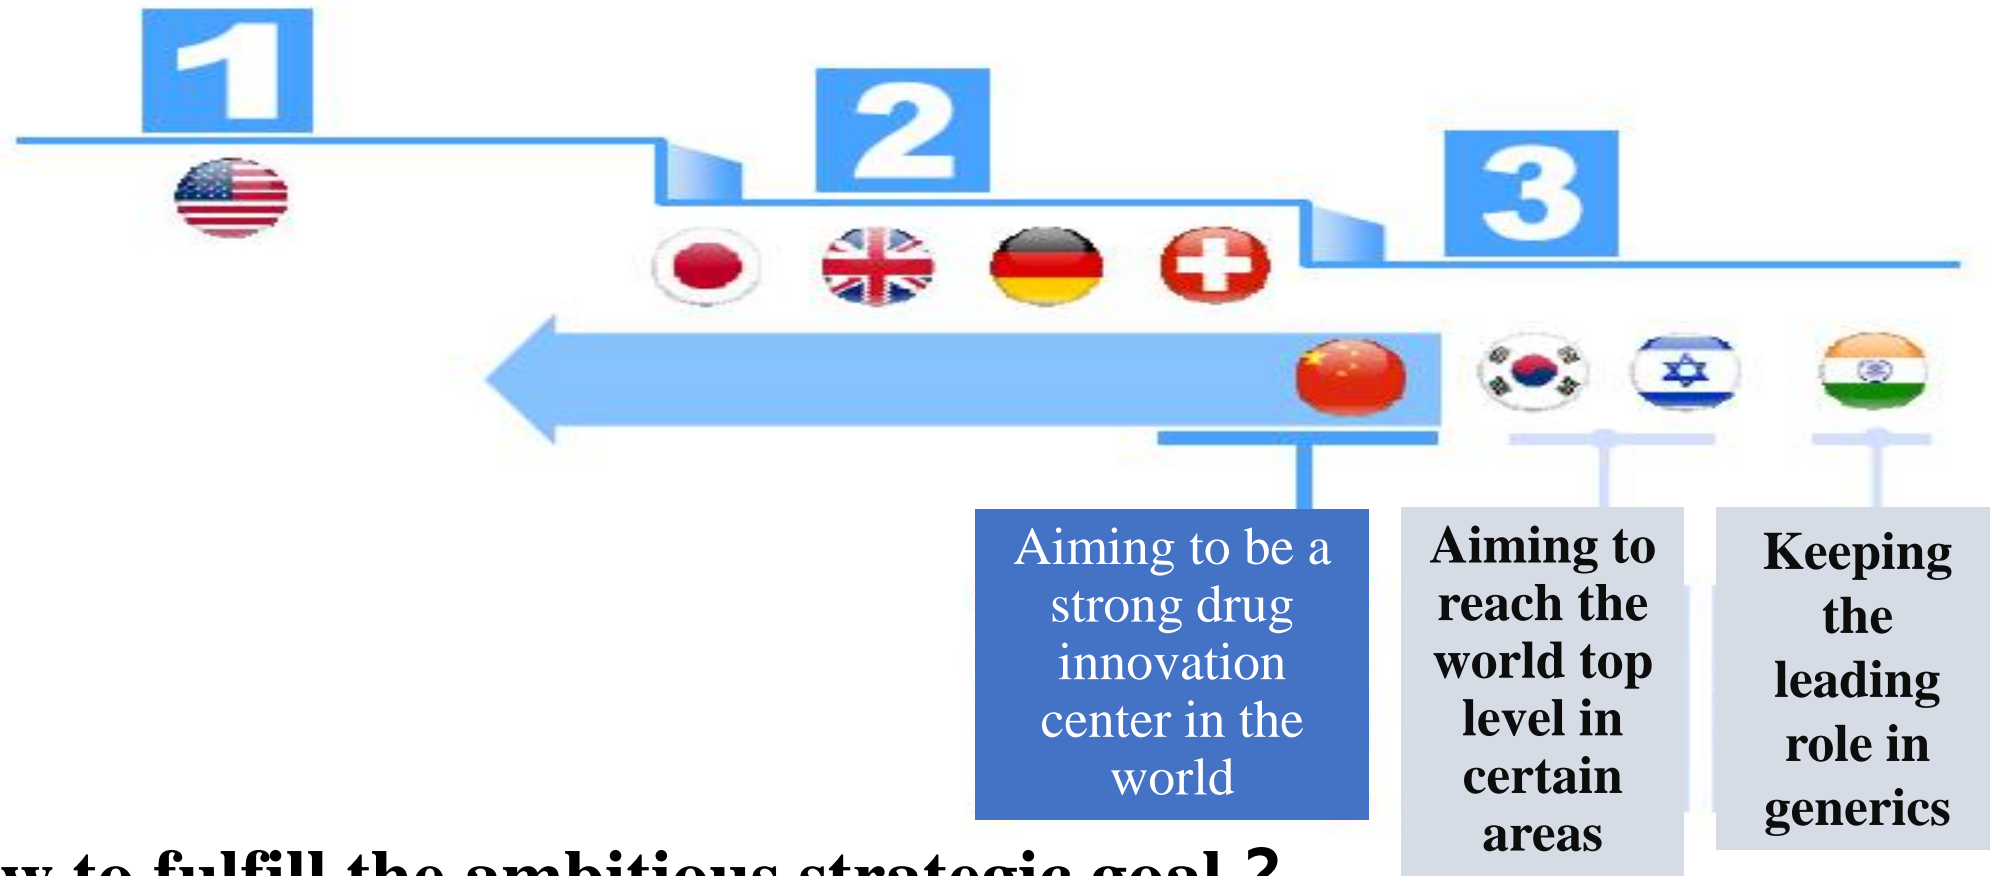 1
2
3
Aiming to be a
strong drug
innovation
center in the
world
Aiming to
reach the
world top
level in
certain
areas
Keeping
the
leading
role in
generics
w to fulfill the ambitious strategic goal ?